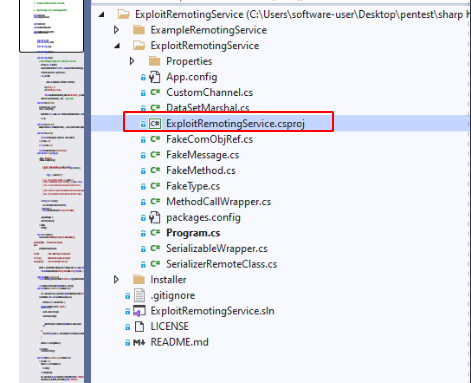 ExploitRemotingService (C:\Users\software-user\Desktop\pentest\sharp
ExampleRemotingService
ExploitRemotingService
Properties
App.config
C# CustomChannel.cs
C# DataSetMarshal.cs
C# ExploitRemotingService.csproj
C# FakeComObjRef.cs
C# FakeMessage.cs
C# FakeMethod.cs
C# FakeType.cs
C# MethodCallWrapper.cs
packages.config
C# Program.cs
C# SerializableWrapper.cs
C# SerializerRemoteClass.cs
Installer
.gitignore
ExploitRemotingService.sln
LICENSE
M+ README.md